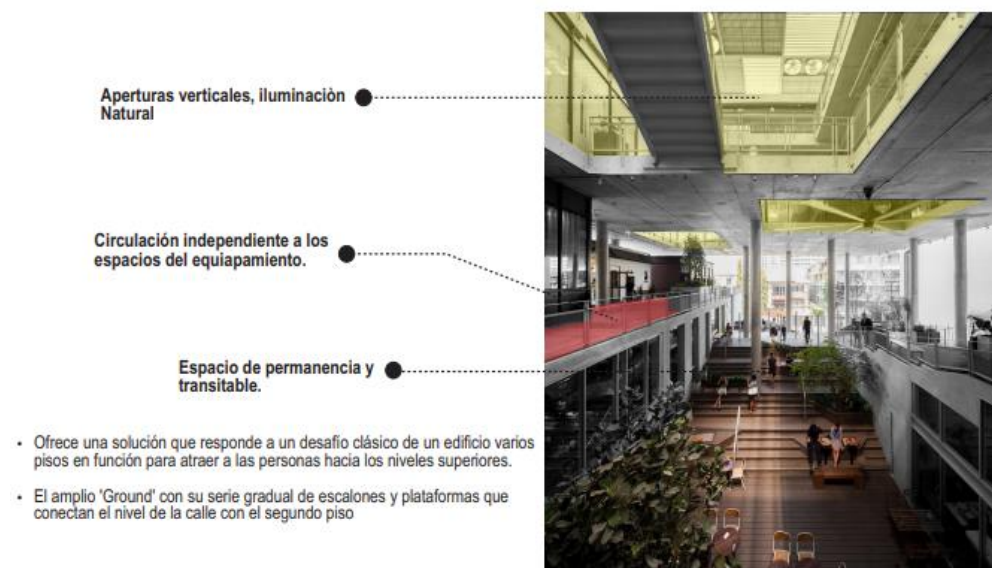 Aperturas verticales, iluminaciòn
Natural
Circulación independiente a los
espacios del equiapamiento.
Espacio de permanencia y
transitable.
• Ofrece una solución que responde a un desafío clásico de un edificio varios
pisos en función para atraer a las personas hacia los niveles superiores.
• El amplio 'Ground' con su serie gradual de escalones y plataformas que
conectan el nivel de la calle con el segundo piso